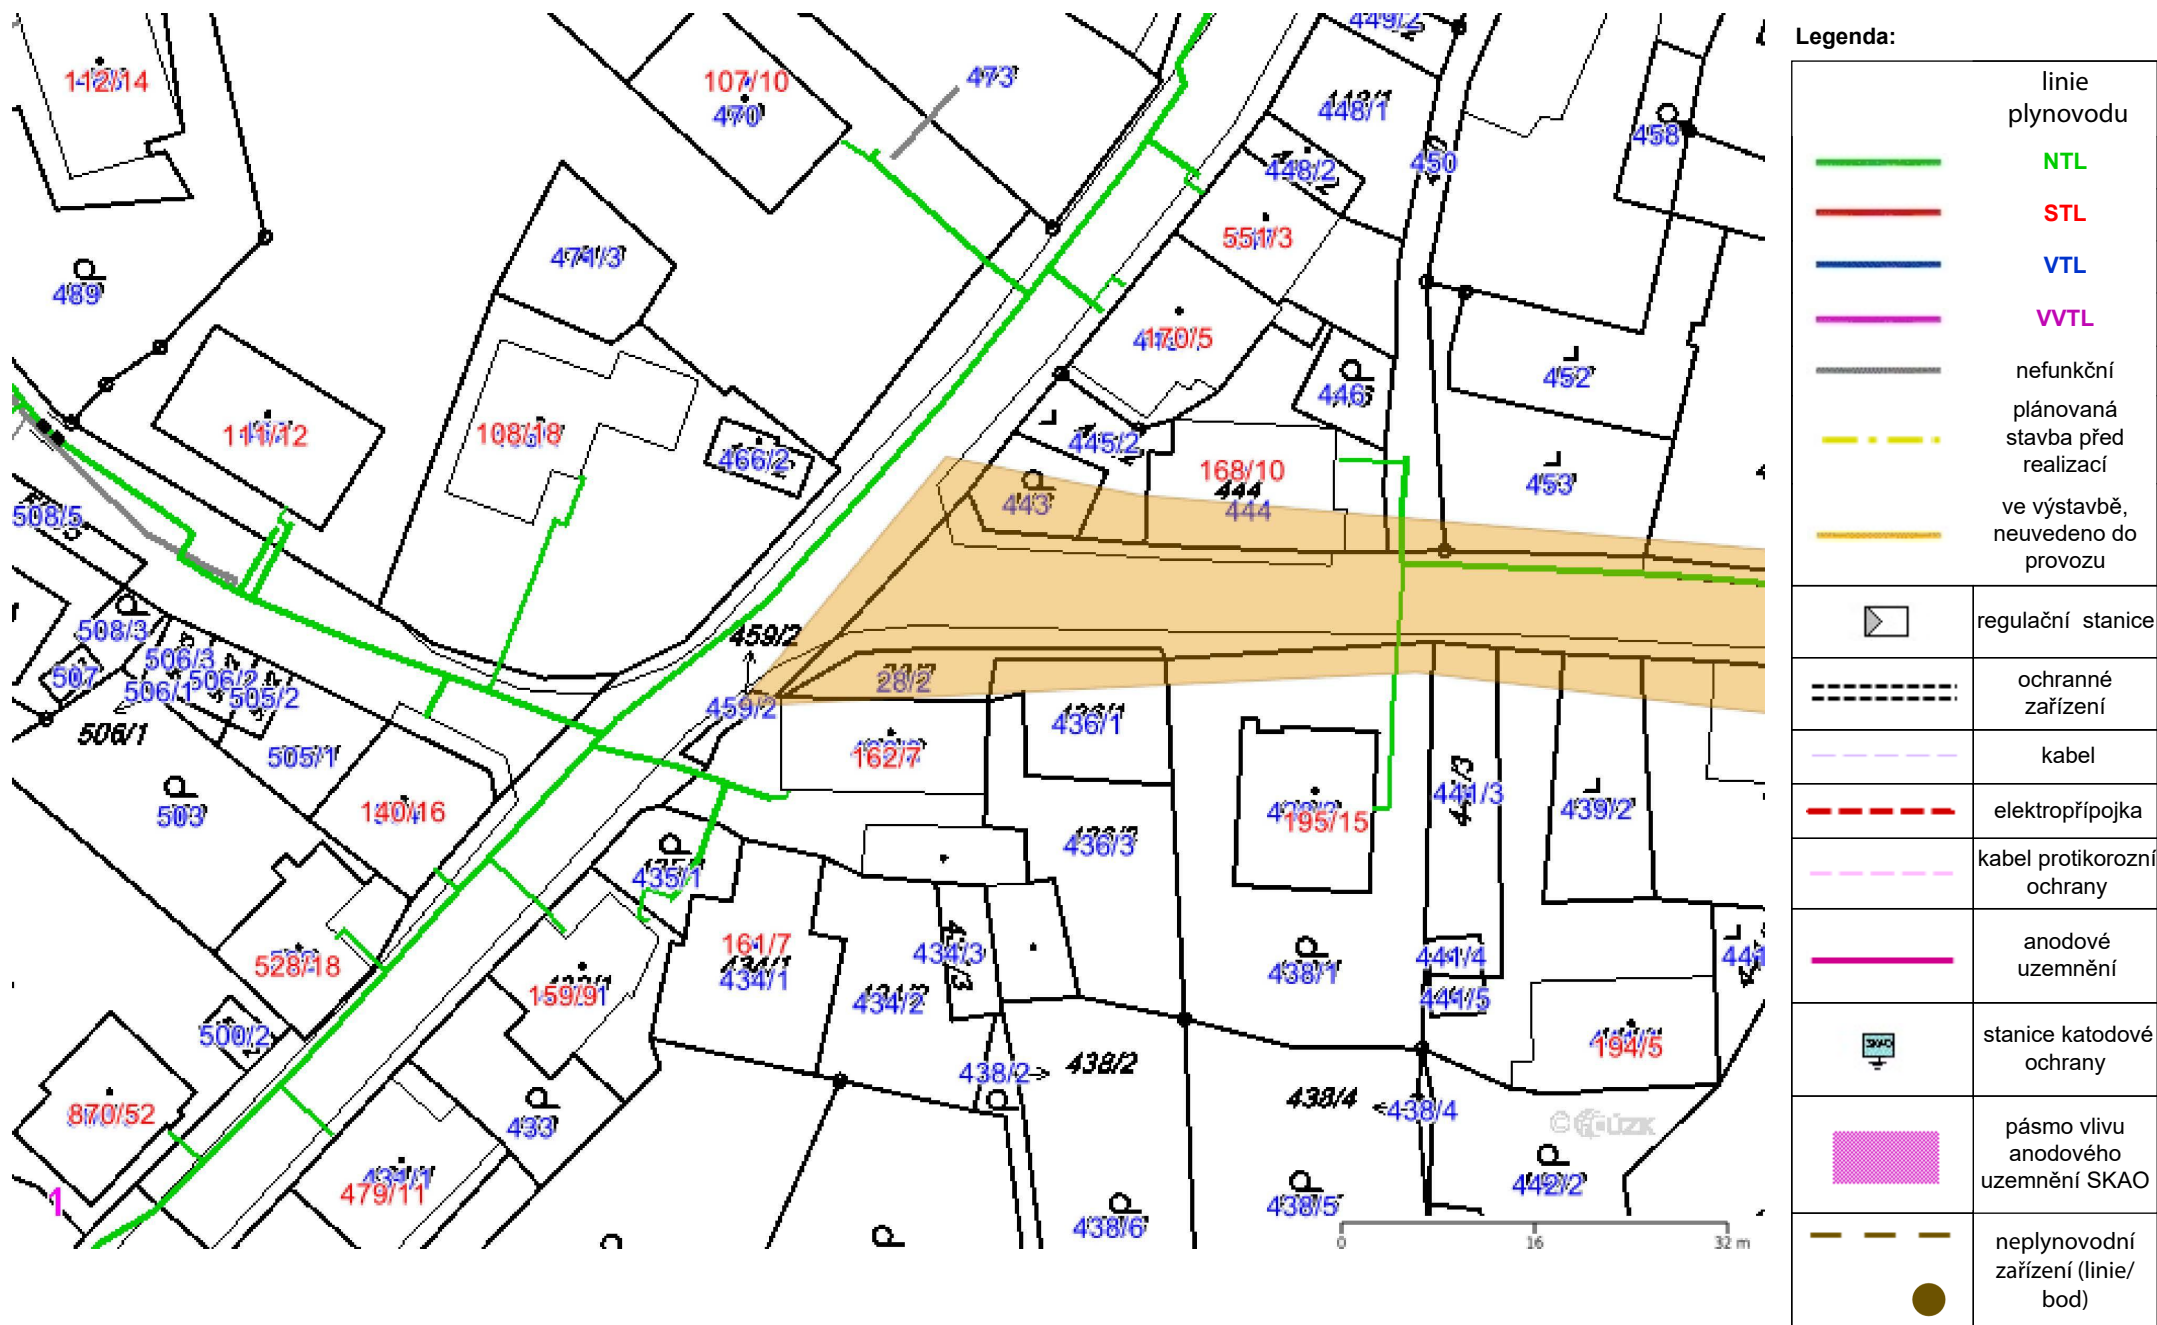 449/2
112/14
107/10
470
473
448/1
458
448/2
450
551/3
471/3
489
170/5
446
452
111/12
108/18
466/2
445/2
168/10
444
444
443
453
508/5
459/2
508/3
506/3
507
506/1
506/2
505/2
28/2
459/2
436/1
506/1
505/1
162/7
441/3
439/2
503
140/16
195/15
436/3
435/1
161/7
434/1
434/1
434/3
528/18
159/9
434/2
438/1
441/4
441/5
500/2
194/5
438/2
438/2
438/4
438/4
870/52
433
© ČÚZK
479/11
442/2
1
438/6
438/5
0 16 32 m
Legenda:
linie
plynovodu
NTL
STL
VTL
VVTL
nefunkční
plánovaná
stavba před
realizací
ve výstavbě,
neuvedeno do
provozu
regulační stanice
ochranné
zařízení
kabel
elektropřípojka
kabel protikorozní
ochrany
anodové
uzemnění
SKAO
stanice katodové
ochrany
pásmo vlivu
anodového
uzemnění SKAO
neplynovodní
zařízení (linie/
bod)